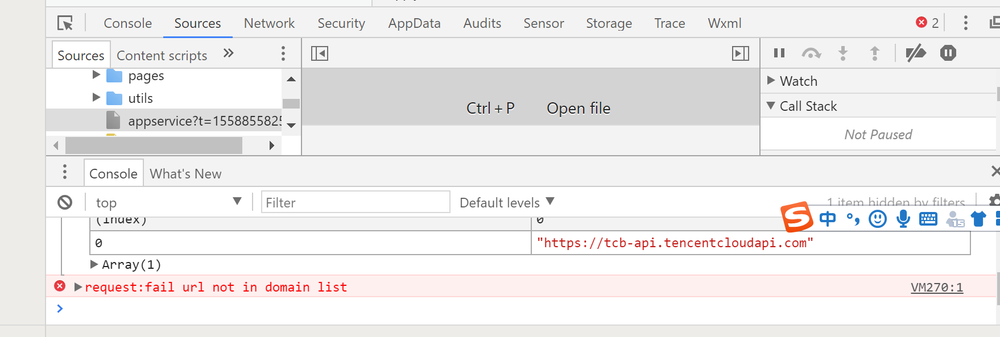 Console Sources Network Security AppData Audits Sensor Storage Trace Wxml 2
Sources Content scripts »
pages
utils
appservice?t=1558855825
Ctrl + P Open file
Watch
Call Stack
Not Paused
Console What's New
top Filter Default levels 1 item hidden by filters
S 中 15
(index) 0
0 "https://tcb-api.tencentcloudapi.com"
Array(1)
request:fail url not in domain list VM270:1